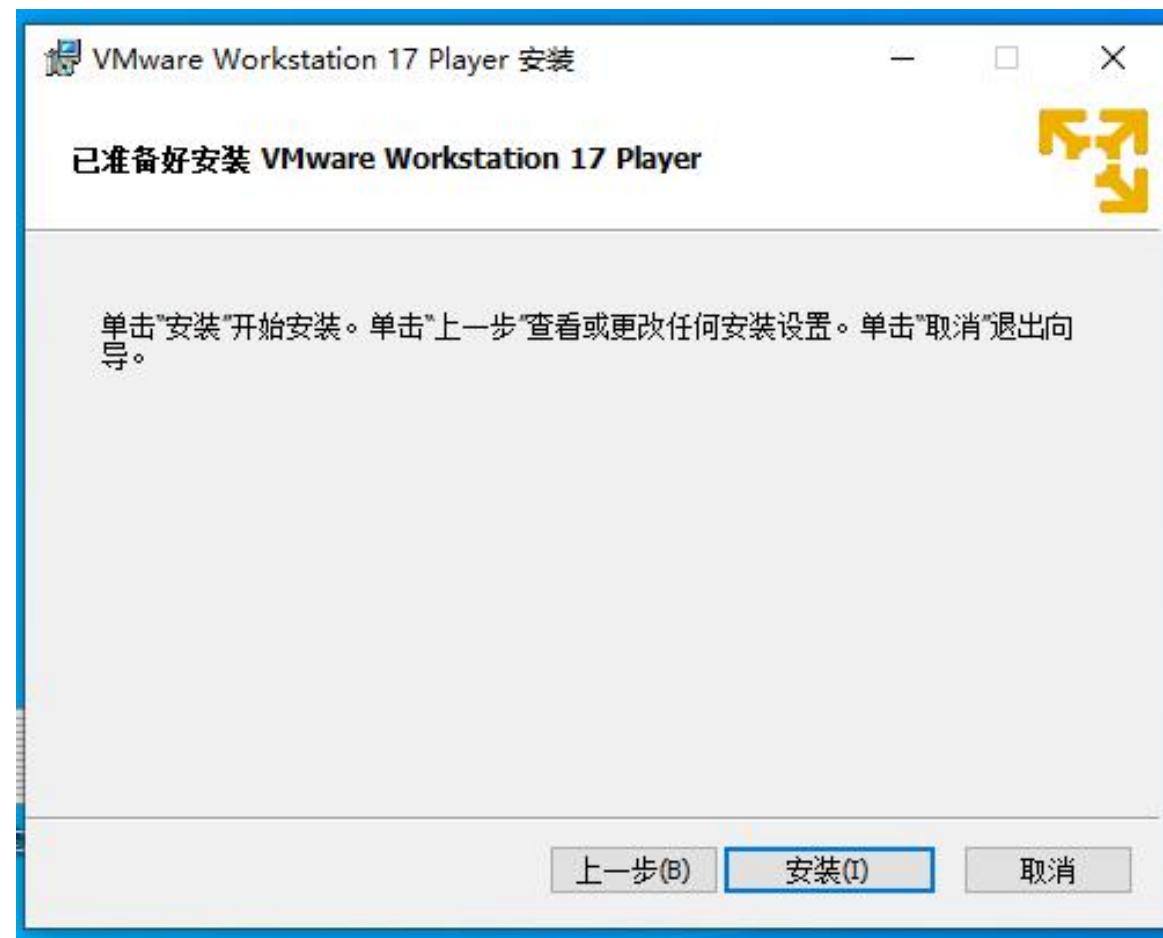 VMware Workstation 17 Player 安装
已准备好安装 VMware Workstation 17 Player
单击"安装"开始安装。单击"上一步"查看或更改任何安装设置。单击"取消"退出向
导。
上一步(B) 安装(I) 取消